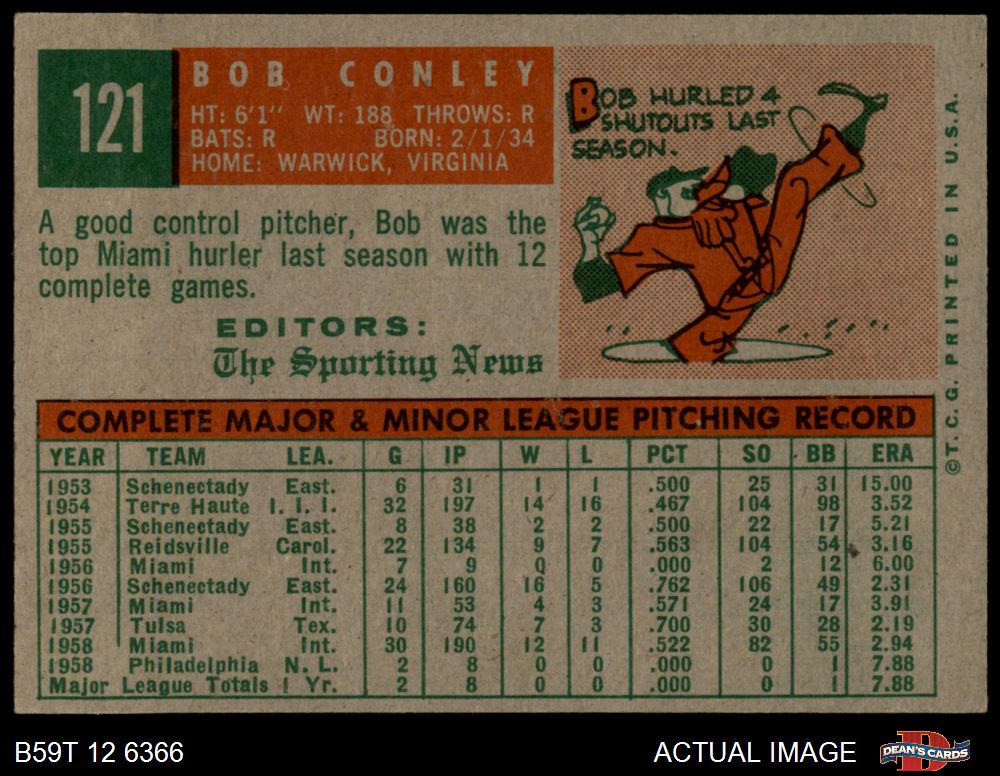 121
BOB CONLEY
HT: 6'1" WT: 188 THROWS: R
BATS: R BORN: 2/1/34
HOME: WARWICK, VIRGINIA
BOB HURLED 4
SHUTOUTS LAST
SEASON.
A good control pitcher, Bob was the
top Miami hurler last season with 12
complete games.
EDITORS:
The Sporting News
© T. C. G. PRINTED IN U.S.A.
COMPLETE MAJOR & MINOR LEAGUE PITCHING RECORD
YEAR TEAM LEA. G IP W L PCT SO BB ERA
1953 Schenectady East. 6 31 1 1 .500 25 31 15.00
1954 Terre Haute I. I. I. 32 197 14 16 .467 104 98 3.52
1955 Schenectady East. 8 38 2 2 .500 22 17 5.21
1955 Reidsville Carol. 22 134 9 7 .563 104 54 3.16
1956 Miami Int. 7 9 0 0 .000 2 12 6.00
1956 Schenectady East. 24 160 16 5 .762 106 49 2.31
1957 Miami Int. 11 53 4 3 .571 24 17 3.91
1957 Tulsa Tex. 10 74 7 3 .700 30 28 2.19
1958 Miami Int. 30 190 12 11 .522 82 55 2.94
1958 Philadelphia N. L. 2 8 0 0 .000 0 1 7.88
Major League Totals 1 Yr. 2 8 0 0 .000 0 1 7.88
B59T 12 6366
ACTUAL IMAGE
DEAN'S CARDS